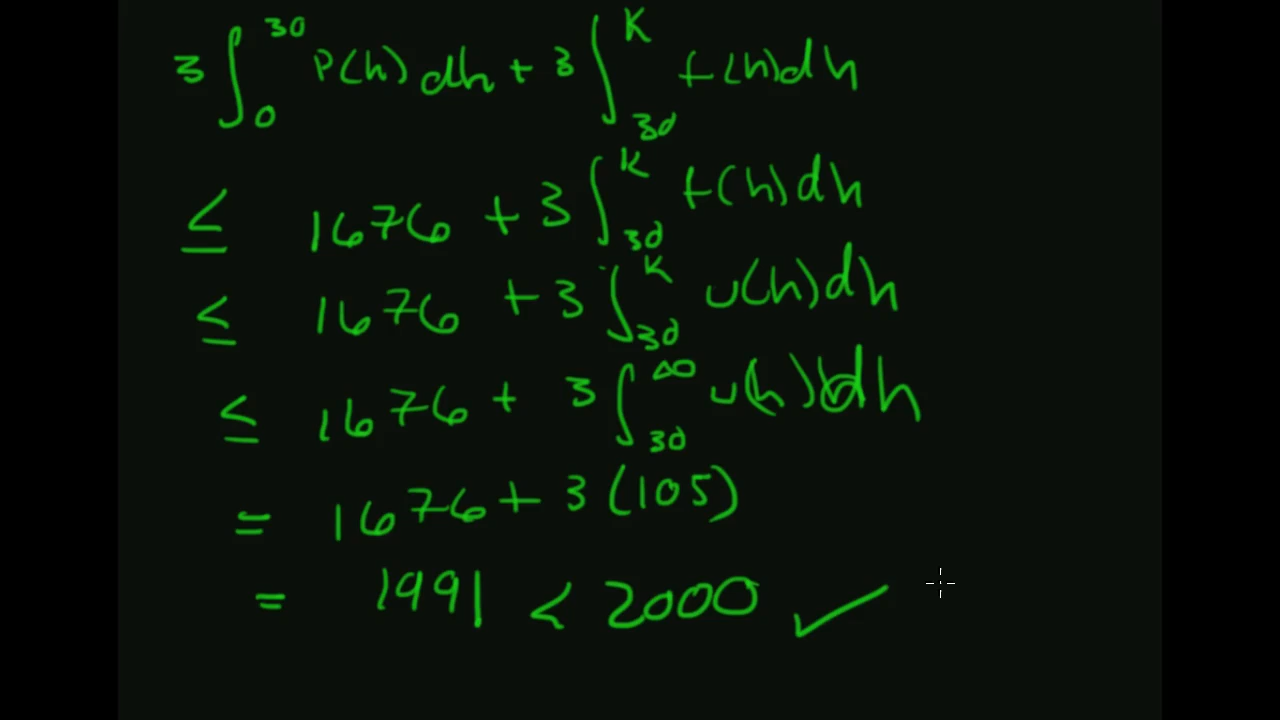 3∫₀³⁰ P(h)dh + 3∫₃₀ᴷ f(h)dh
≤ 1676 + 3∫₃₀ᴷ f(h)dh
≤ 1676 + 3∫₃₀ᴷ u(h)dh
≤ 1676 + 3∫₃₀^∞ u(h)dh
= 1676 + 3(105)
= 1991 < 2000 ✓